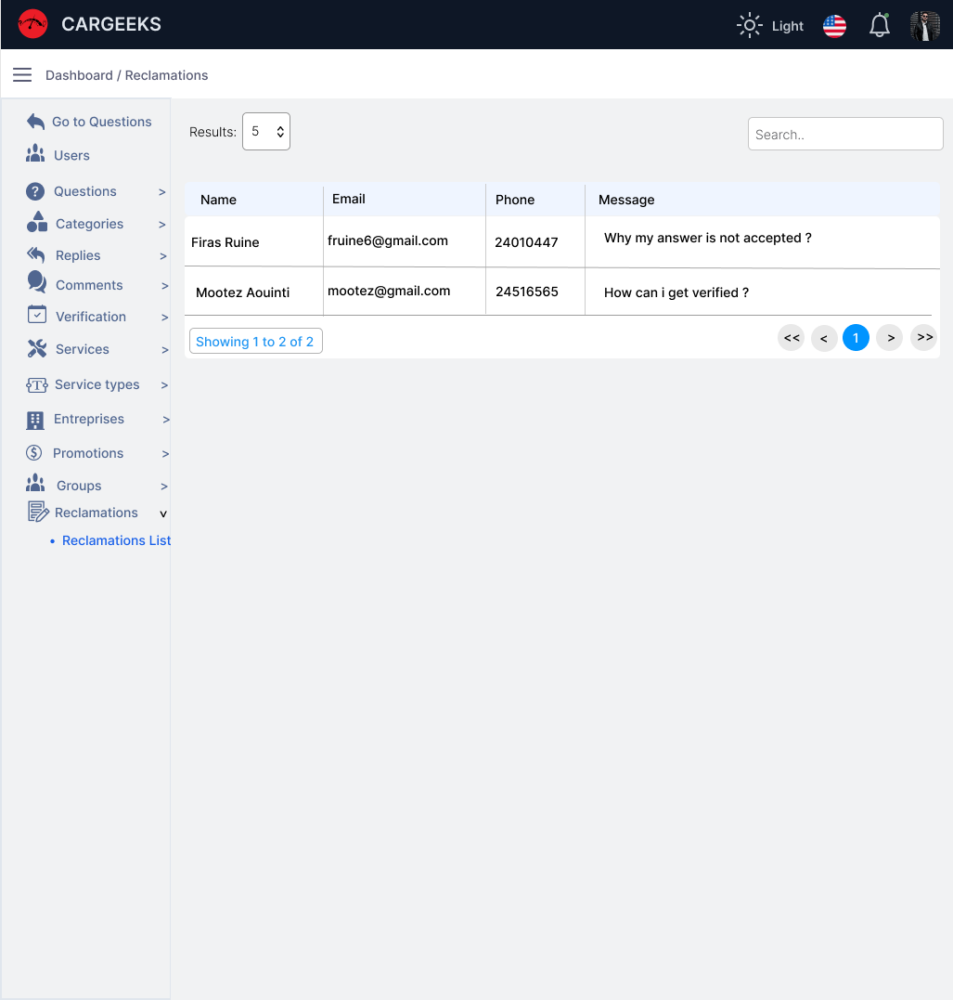 CARGEEKS
Light
Dashboard / Reclamations
Go to Questions
Users
Questions >
Categories >
Replies >
Comments >
Verification >
Services >
Service types >
Entreprises >
Promotions >
Groups >
Reclamations v
• Reclamations List
Results: 5
Search..
Name Email Phone Message
Firas Ruine fruine6@gmail.com 24010447 Why my answer is not accepted ?
Mootez Aouinti mootez@gmail.com 24516565 How can i get verified ?
Showing 1 to 2 of 2 << < 1 > >>